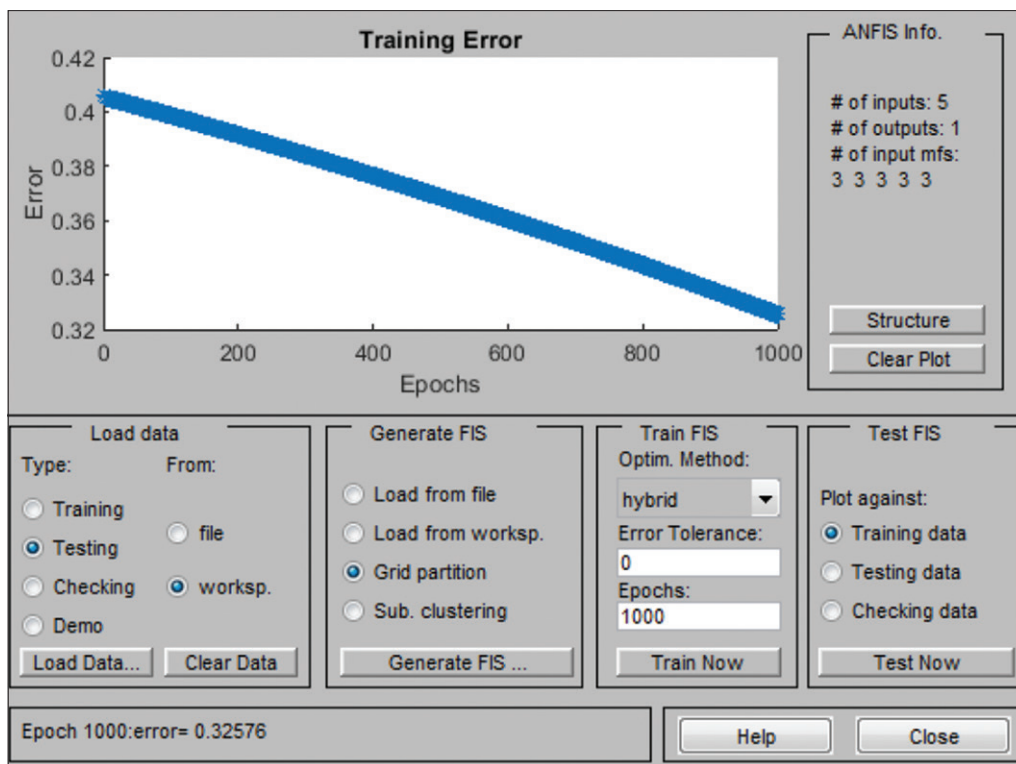 Training Error
0.42
0.4
0.38
0.36
0.34
0.32
Error
0
200
400
600
800
1000
Epochs
ANFIS Info.
# of inputs: 5
# of outputs: 1
# of input mfs:
3 3 3 3 3
Structure
Clear Plot
Load data
Type:
From:
Training
Testing
Checking
Demo
file
worksp.
Load Data...
Clear Data
Generate FIS
Load from file
Load from worksp.
Grid partition
Sub. clustering
Generate FIS ...
Train FIS
Optim. Method:
hybrid
Error Tolerance:
0
Epochs:
1000
Train Now
Test FIS
Plot against:
Training data
Testing data
Checking data
Test Now
Epoch 1000:error= 0.32576
Help
Close